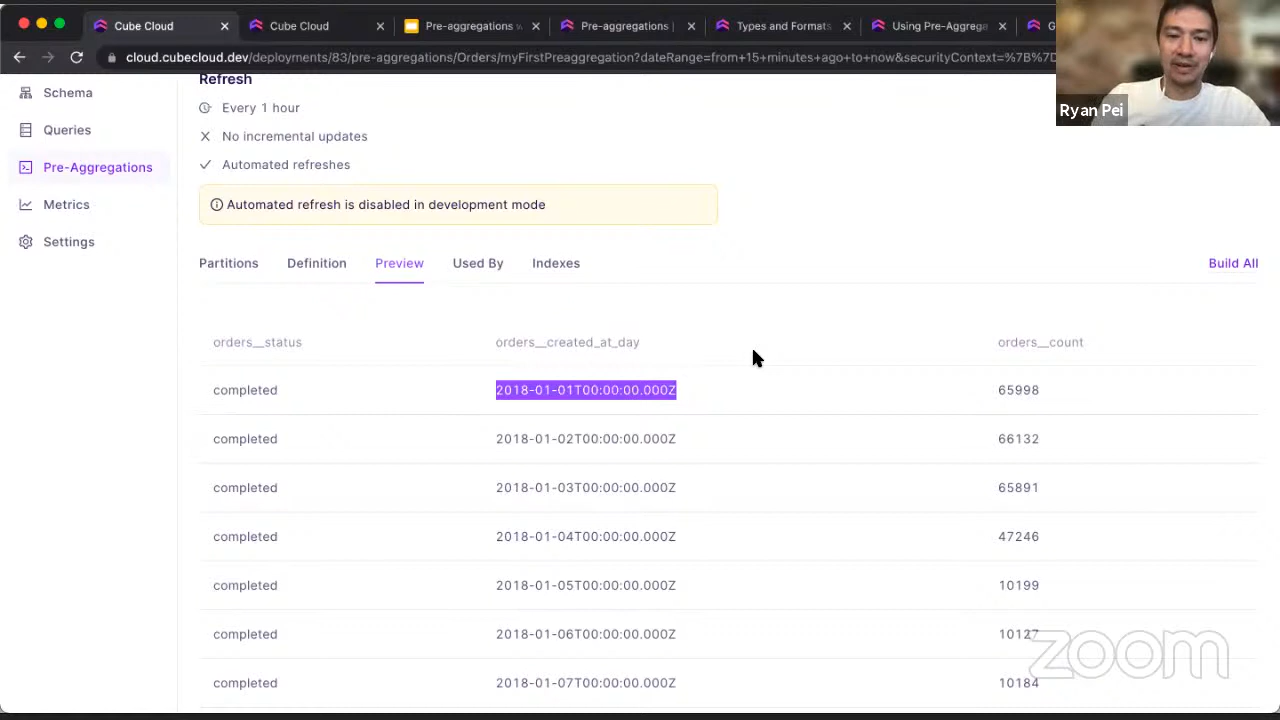 Cube Cloud
Cube Cloud
Pre-aggregations
Pre-aggregations
Types and Formats
Using Pre-Aggrega
cloud.cubecloud.dev/deployments/83/pre-aggregations/Orders/myFirstPreaggregation?dateRange=from+15+minutes+ago+to+now&securityContext=%7B%7D
Ryan Pei
Schema
Queries
Pre-Aggregations
Metrics
Settings
Refresh
Every 1 hour
No incremental updates
Automated refreshes
Automated refresh is disabled in development mode
Partitions Definition Preview Used By Indexes Build All
orders__status orders__created_at_day orders__count
completed 2018-01-01T00:00:00.000Z 65998
completed 2018-01-02T00:00:00.000Z 66132
completed 2018-01-03T00:00:00.000Z 65891
completed 2018-01-04T00:00:00.000Z 47246
completed 2018-01-05T00:00:00.000Z 10199
completed 2018-01-06T00:00:00.000Z 10127
completed 2018-01-07T00:00:00.000Z 10184
zoom